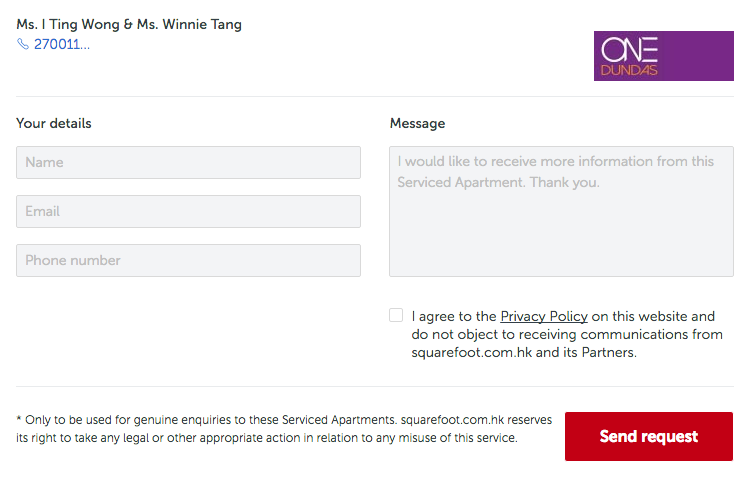 Ms. I Ting Wong & Ms. Winnie Tang
270011...
ONE
DUNDAS
Your details
Name
Email
Phone number
Message
I would like to receive more information from this
Serviced Apartment. Thank you.
I agree to the Privacy Policy on this website and
do not object to receiving communications from
squarefoot.com.hk and its Partners.
* Only to be used for genuine enquiries to these Serviced Apartments. squarefoot.com.hk reserves
its right to take any legal or other appropriate action in relation to any misuse of this service.
Send request